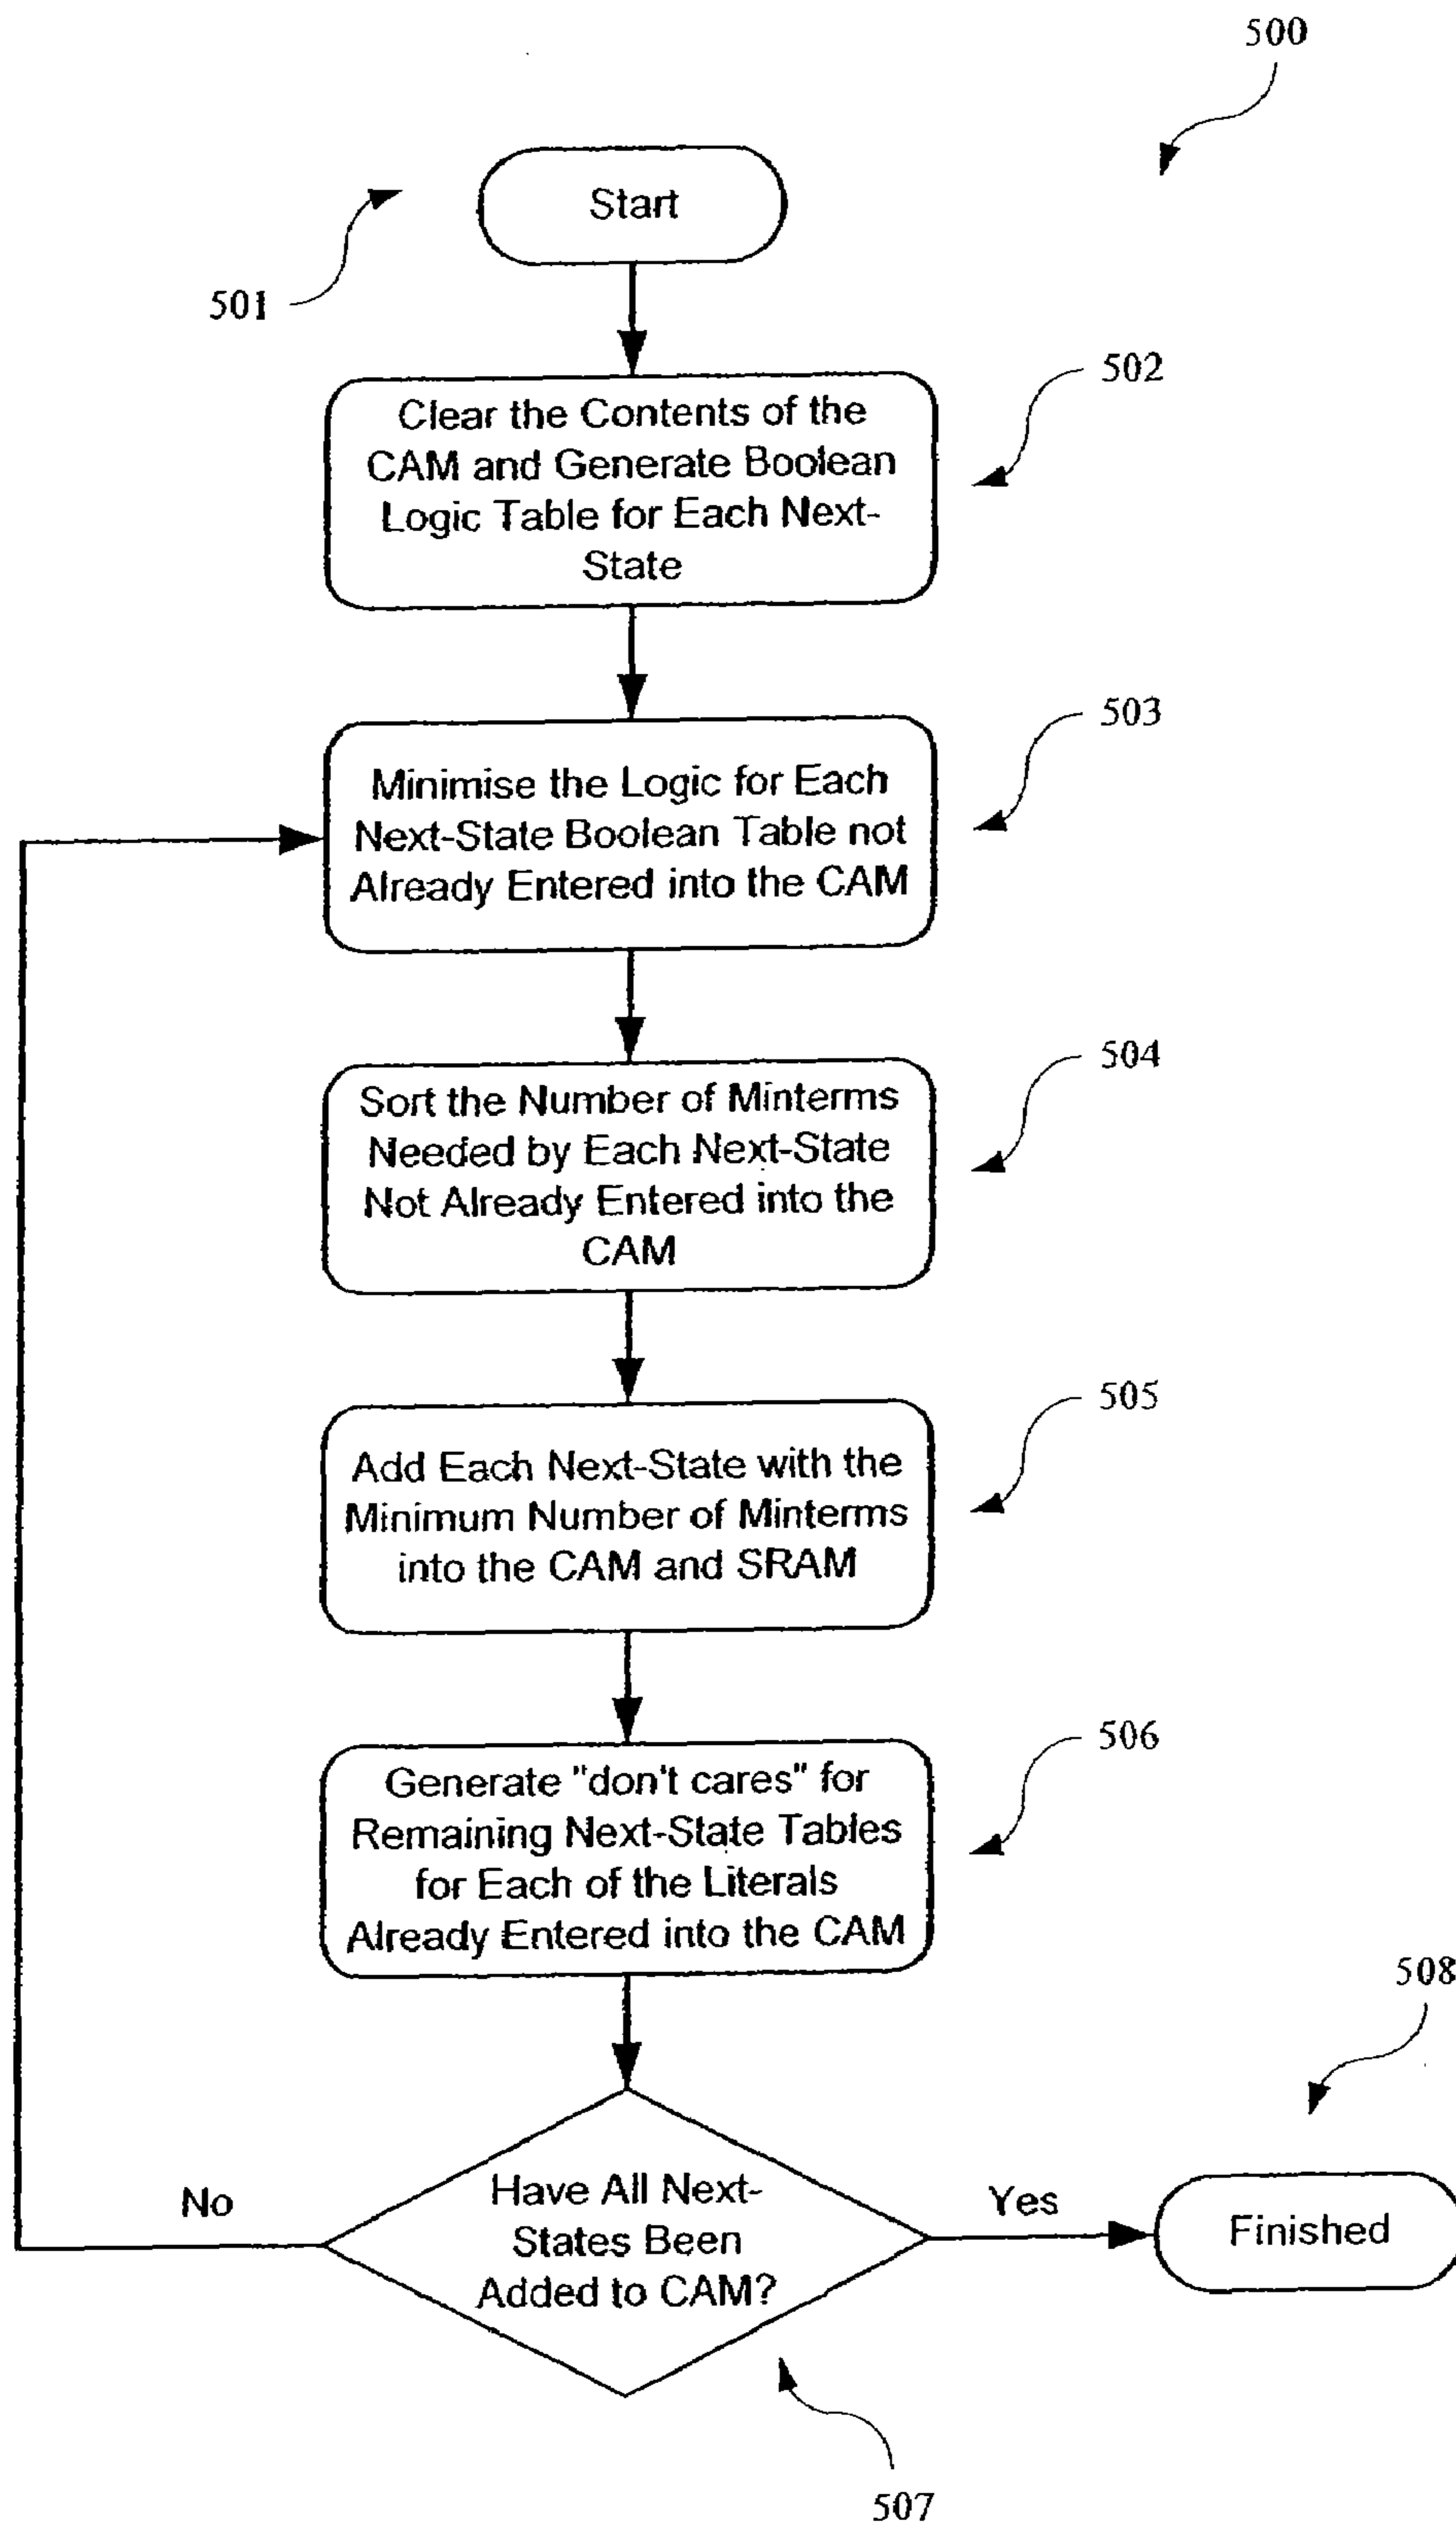 500
Start
501
502
Clear the Contents of the
CAM and Generate Boolean
Logic Table for Each Next-
State
503
Minimise the Logic for Each
Next-State Boolean Table not
Already Entered into the CAM
504
Sort the Number of Minterms
Needed by Each Next-State
Not Already Entered into the
CAM
505
Add Each Next-State with the
Minimum Number of Minterms
into the CAM and SRAM
506
Generate "don't cares" for
Remaining Next-State Tables
for Each of the Literals
Already Entered into the CAM
508
No
Have All Next-
States Been
Added to CAM?
Yes
Finished
507